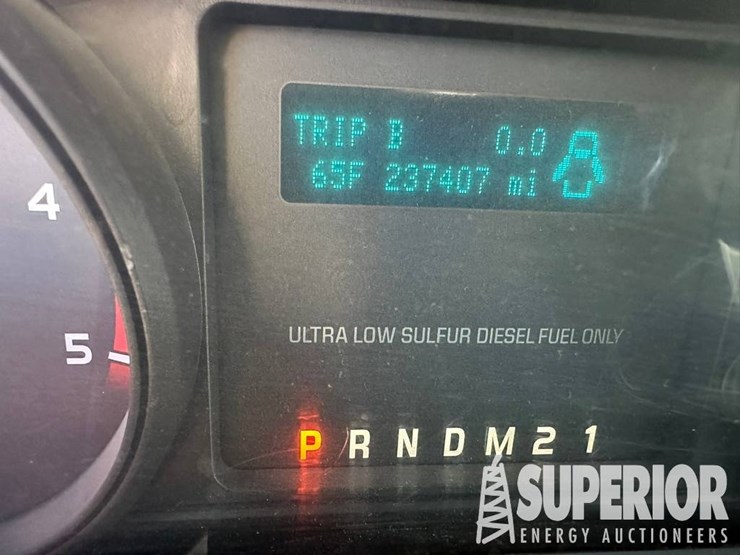 TRIP B 0.0
65F 237407 mi
4
5
ULTRA LOW SULFUR DIESEL FUEL ONLY
P R N D M 2 1
SUPERIOR
ENERGY AUCTIONEERS